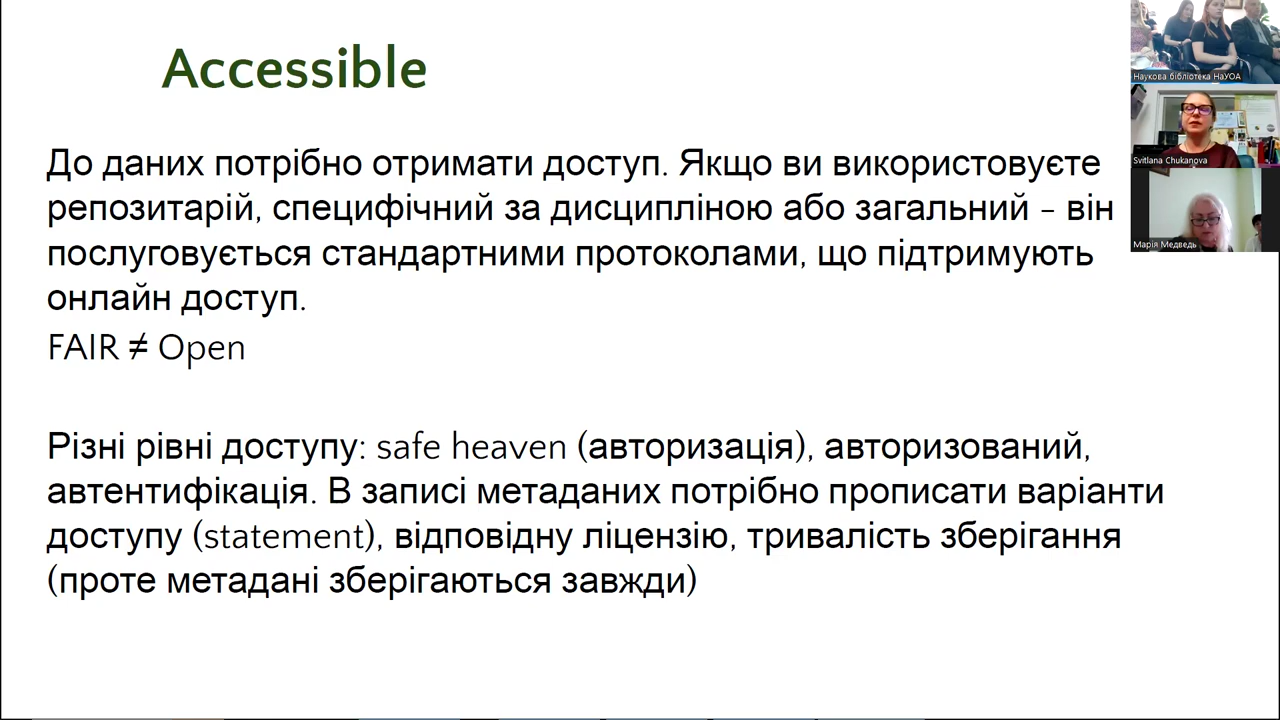 Accessible
До даних потрібно отримати доступ. Якщо ви використовуєте
репозитарій, специфічний за дисципліною або загальний – він
послуговується стандартними протоколами, що підтримують
онлайн доступ.
FAIR ≠ Open
Різні рівні доступу: safe heaven (авторизація), авторизований,
автентифікація. В записі метаданих потрібно прописати варіанти
доступу (statement), відповідну ліцензію, тривалість зберігання
(проте метадані зберігаються завжди)
Наукова бібліотека НаУОА
Svitlana Chukanova
Марія Медведь